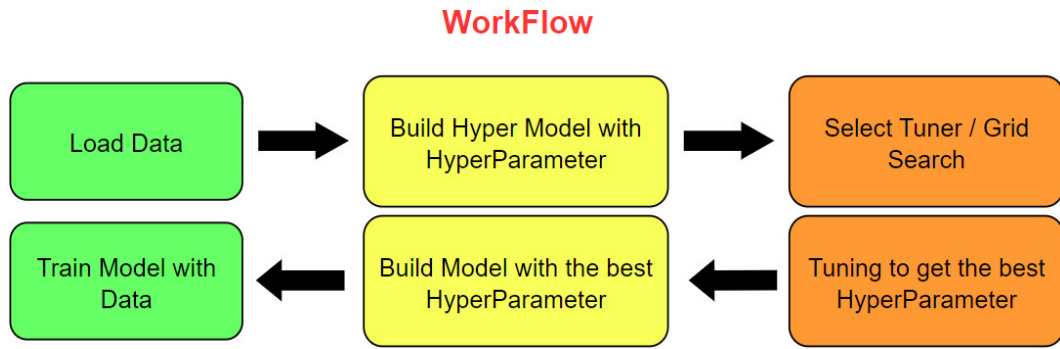 WorkFlow
Load Data
Build Hyper Model with
HyperParameter
Select Tuner / Grid
Search
Train Model with
Data
Build Model with the best
HyperParameter
Tuning to get the best
HyperParameter